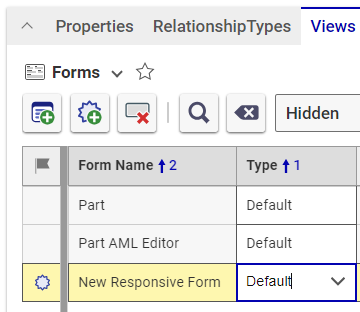 Properties RelationshipTypes Views
Forms
Hidden
Form Name 2 Type 1
Part Default
Part AML Editor Default
New Responsive Form Default